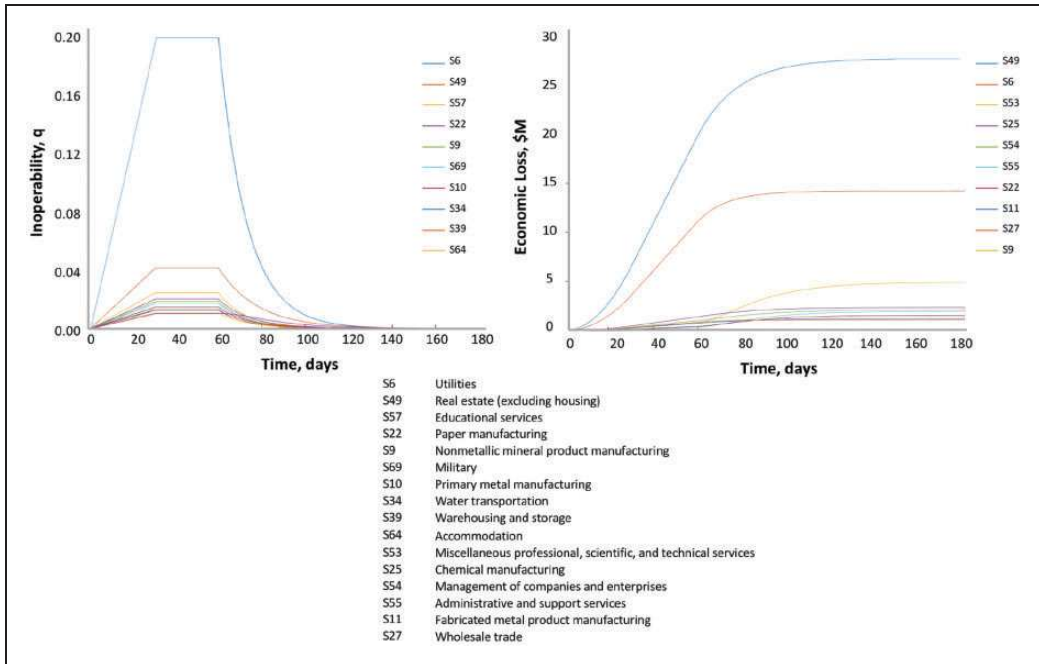 0.20
0.16
0.12
0.08
0.04
0.00
Inoperability, q
0 20 40 60 80 100 120 140 160 180
Time, days
S6
S49
S57
S22
S9
S69
S10
S34
S39
S64
30
25
20
15
10
5
0
Economic Loss, $M
0 20 40 60 80 100 120 140 160 180
Time, days
S49
S6
S53
S25
S54
S55
S22
S11
S27
S9
S6 Utilities
S49 Real estate (excluding housing)
S57 Educational services
S22 Paper manufacturing
S9 Nonmetallic mineral product manufacturing
S69 Military
S10 Primary metal manufacturing
S34 Water transportation
S39 Warehousing and storage
S64 Accommodation
S53 Miscellaneous professional, scientific, and technical services
S25 Chemical manufacturing
S54 Management of companies and enterprises
S55 Administrative and support services
S11 Fabricated metal product manufacturing
S27 Wholesale trade